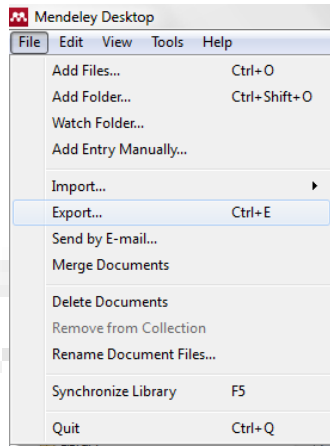 Mendeley Desktop
File Edit View Tools Help
Add Files... Ctrl+O
Add Folder... Ctrl+Shift+O
Watch Folder...
Add Entry Manually...
Import...
Export... Ctrl+E
Send by E-mail...
Merge Documents
Delete Documents
Remove from Collection
Rename Document Files...
Synchronize Library F5
Quit Ctrl+Q